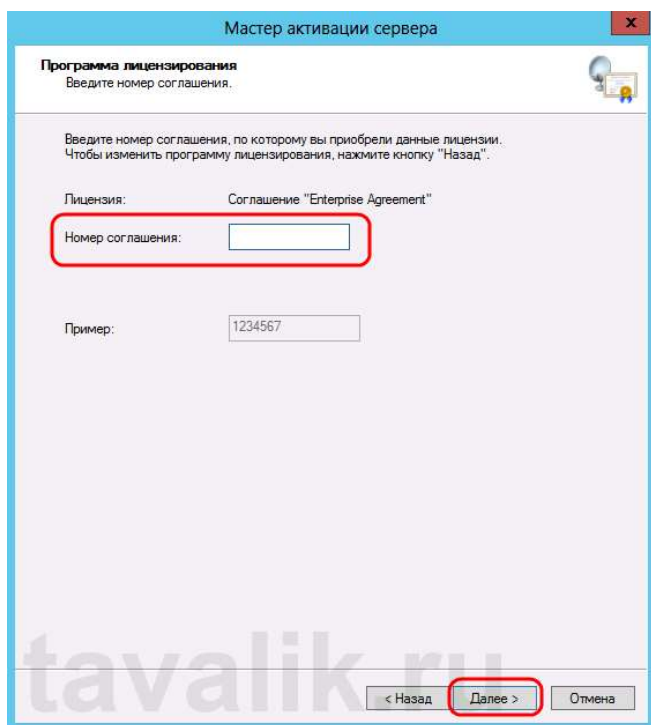 Мастер активации сервера
x
Программа лицензирования
Введите номер соглашения.
Введите номер соглашения, по которому вы приобрели данные лицензии.
Чтобы изменить программу лицензирования, нажмите кнопку "Назад".
Лицензия: Соглашение "Enterprise Agreement"
Номер соглашения:
Пример: 1234567
tavalik.ru
< Назад Далее > Отмена